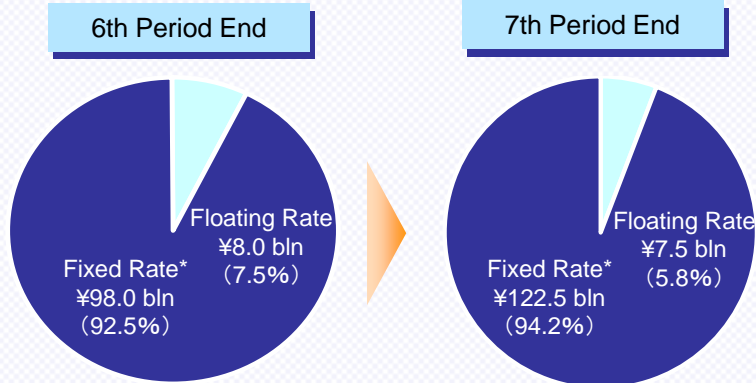 6th Period End
Floating Rate
¥8.0 bln
（7.5%）
Fixed Rate*
¥98.0 bln
（92.5%）
7th Period End
Floating Rate
¥7.5 bln
（5.8%）
Fixed Rate*
¥122.5 bln
（94.2%）